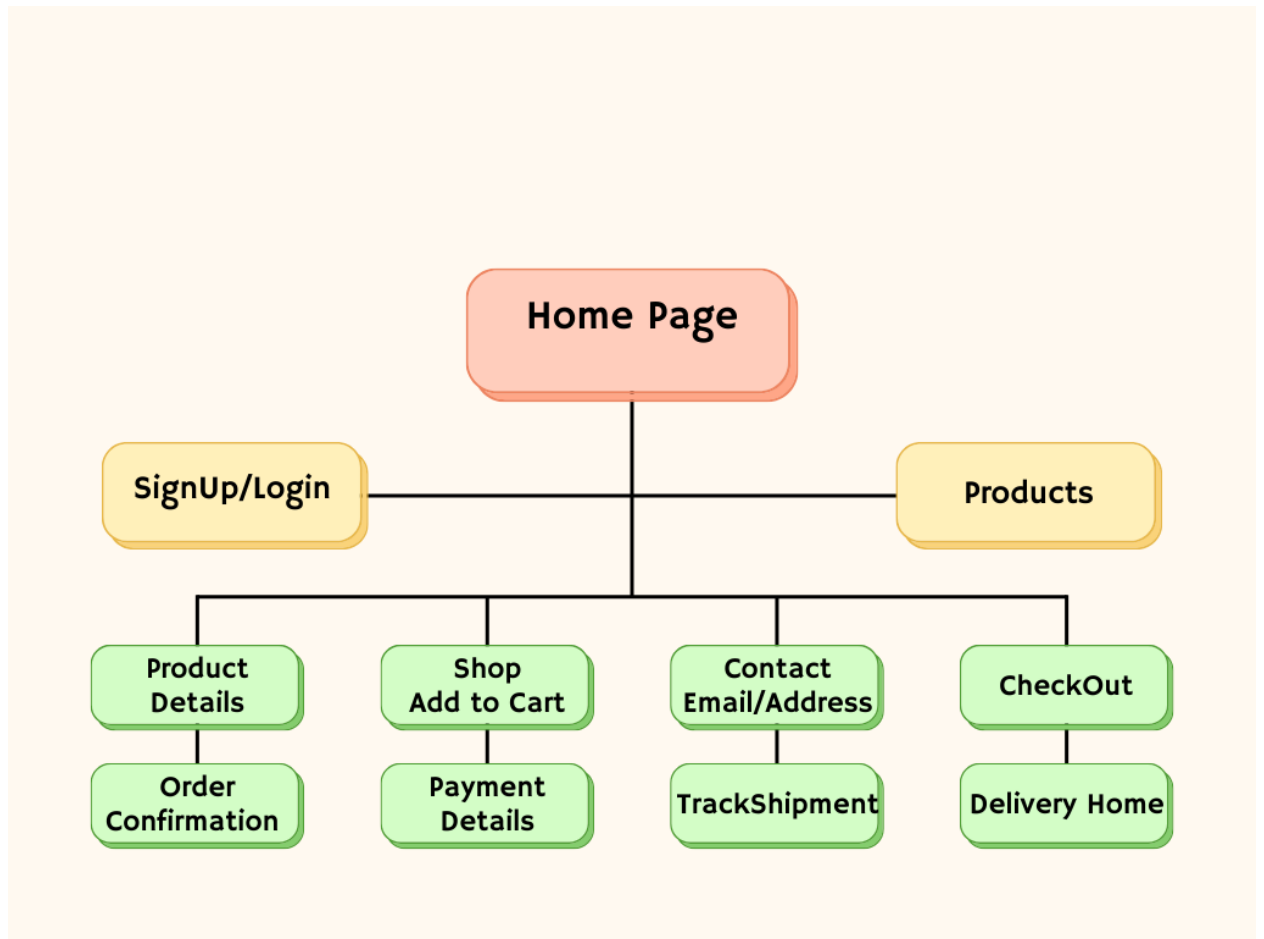 Home Page
SignUp/Login
Products
Product
Details
Shop
Add to Cart
Contact
Email/Address
CheckOut
Order
Confirmation
Payment
Details
TrackShipment
Delivery Home